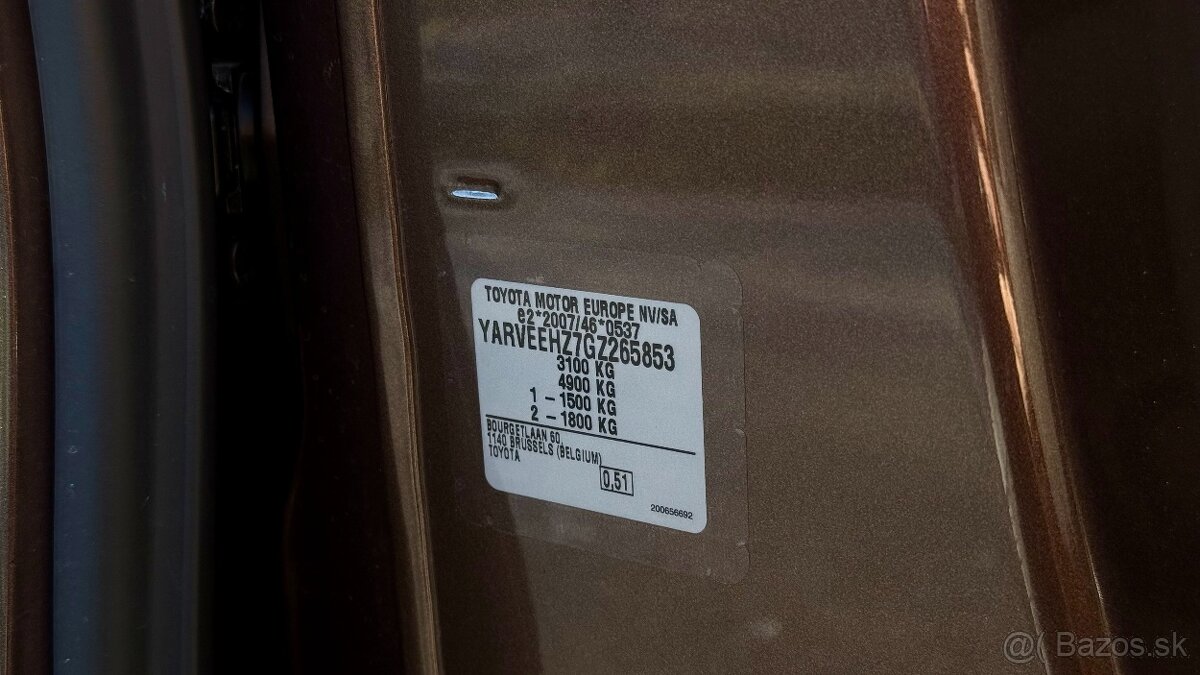 TOYOTA MOTOR EUROPE NV/SA
e2*2007/46*0537
YARVEEHZ7GZ265853
3100 KG
4900 KG
1 - 1500 KG
2 - 1800 KG
BOURGETLAAN 60,
1140 BRUSSELS (BELGIUM)
TOYOTA
0,51
200656692
@( Bazos.sk